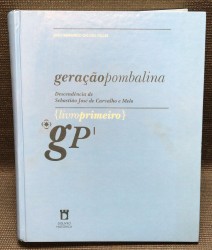 geraçãopombalina
Descendência de
Sebastião José de Carvalho e Melo
{livroprimeiro}
gP¹